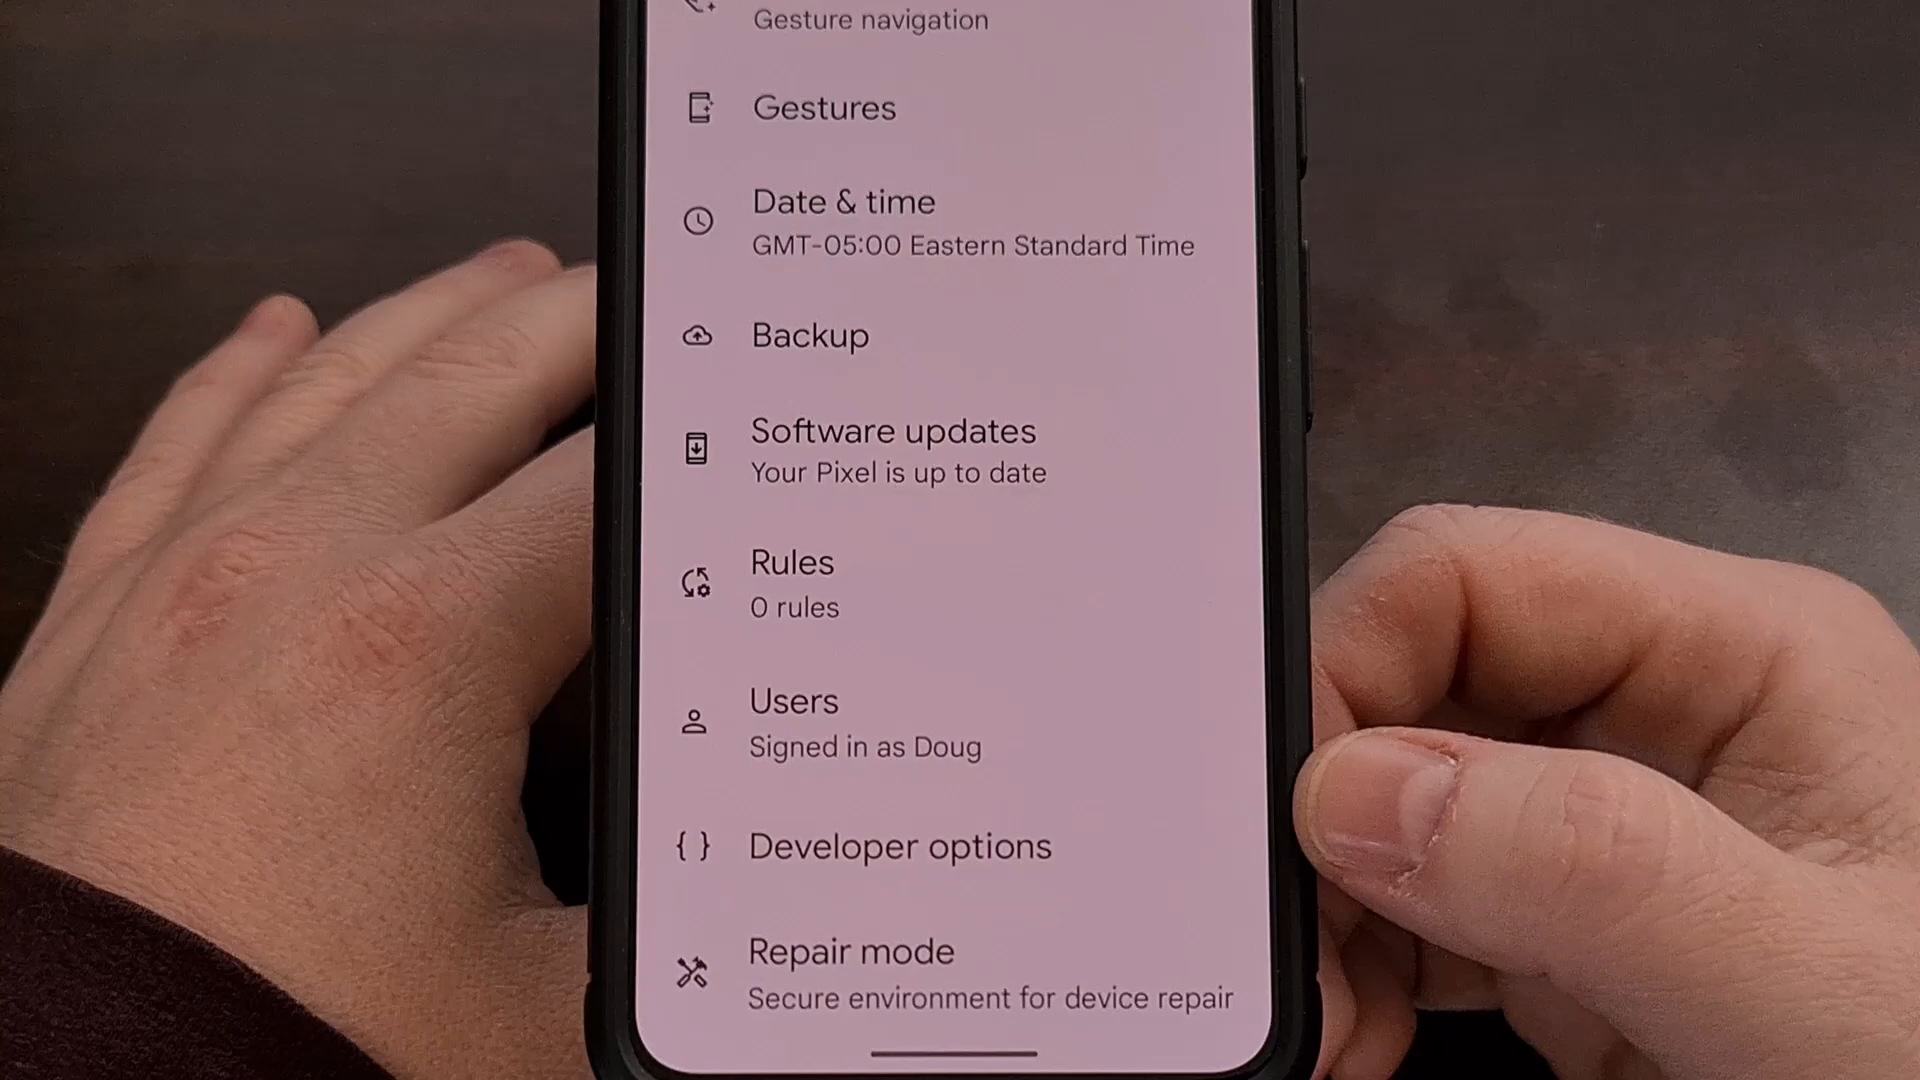 Gesture navigation
Gestures
Date & time
GMT-05:00 Eastern Standard Time
Backup
Software updates
Your Pixel is up to date
Rules
0 rules
Users
Signed in as Doug
{ } Developer options
Repair mode
Secure environment for device repair